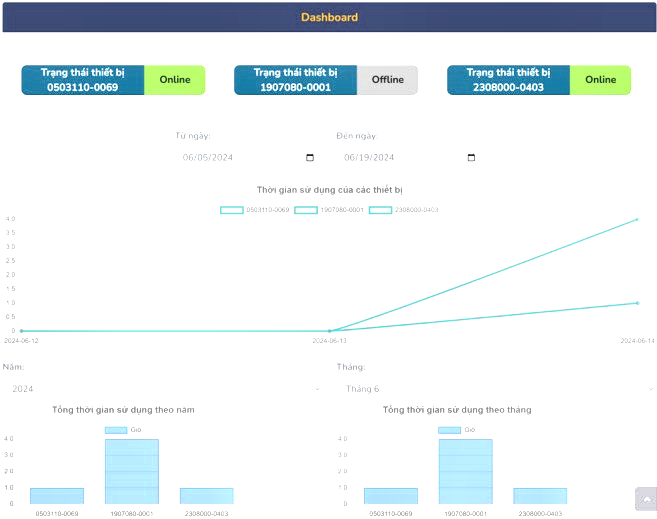 Dashboard
Trạng thái thiết bị
0503110-0069
Online
Trạng thái thiết bị
1907080-0001
Offline
Trạng thái thiết bị
2308000-0403
Online
Từ ngày:
Đến ngày:
06/05/2024
06/19/2024
Thời gian sử dụng của các thiết bị
0503110-0069
1907080-0001
2308000-0403
4.0
3.5
3.0
2.5
2.0
1.5
1.0
0.5
0
2024-06-12
2024-06-13
2024-06-14
Năm:
Tháng:
2024
Tháng 6
Tổng thời gian sử dụng theo năm
Giờ
4.0
3.0
2.0
1.0
0
0503110-0069
1907080-0001
2308000-0403
Tổng thời gian sử dụng theo tháng
Giờ
4.0
3.0
2.0
1.0
0
0503110-0069
1907080-0001
2308000-0403